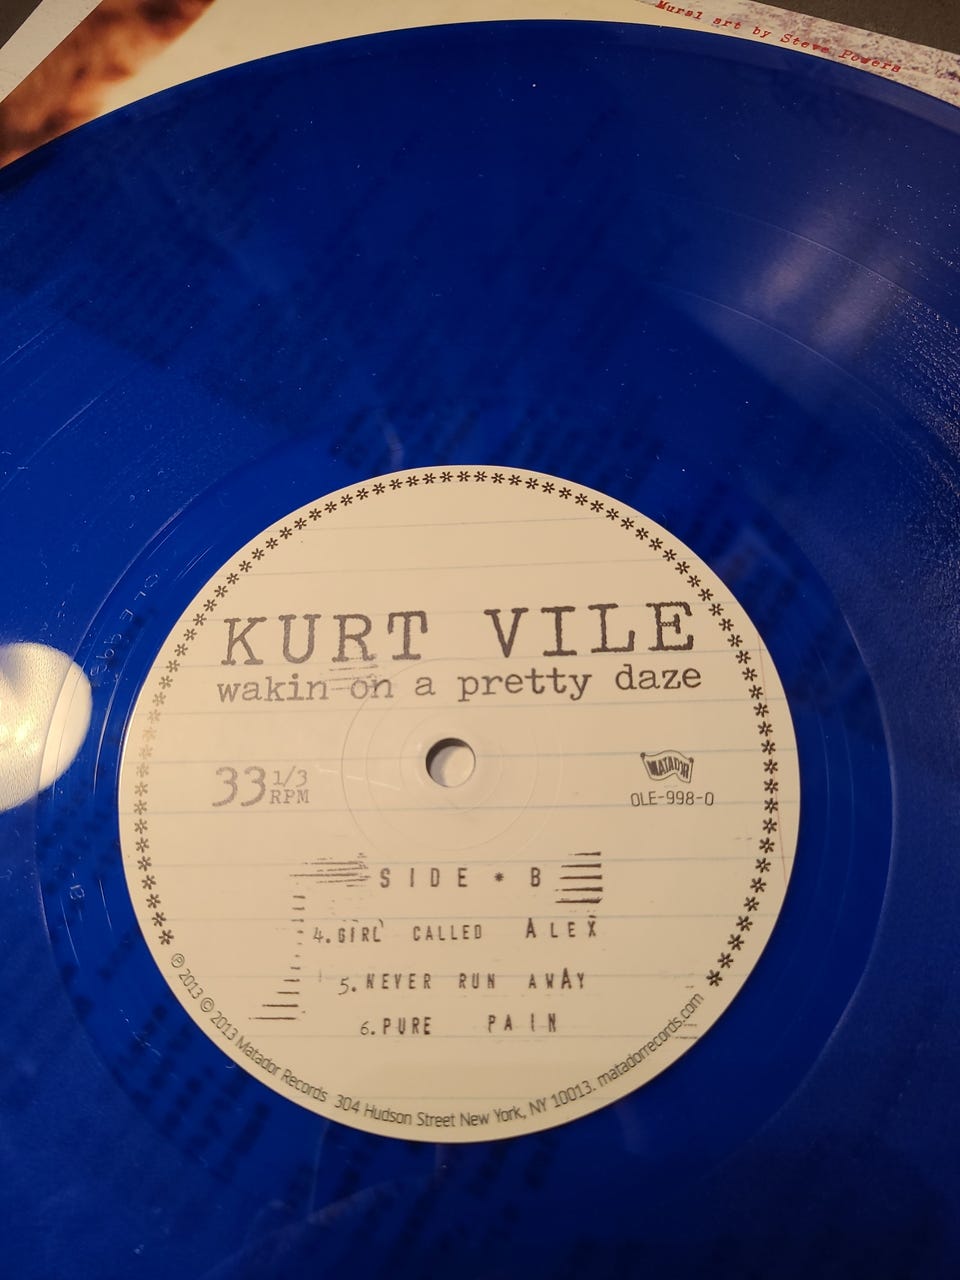 Mural art by Steve Powers
KURT VILE
wakin on a pretty daze
33 1/3
RPM
MATADOR
OLE-998-0
SIDE * B
4. GIRL CALLED ALEX
5. NEVER RUN AWAY
6. PURE PAIN
℗ 2013 © 2013 Matador Records 304 Hudson Street New York, NY 10013. matadorrecords.com